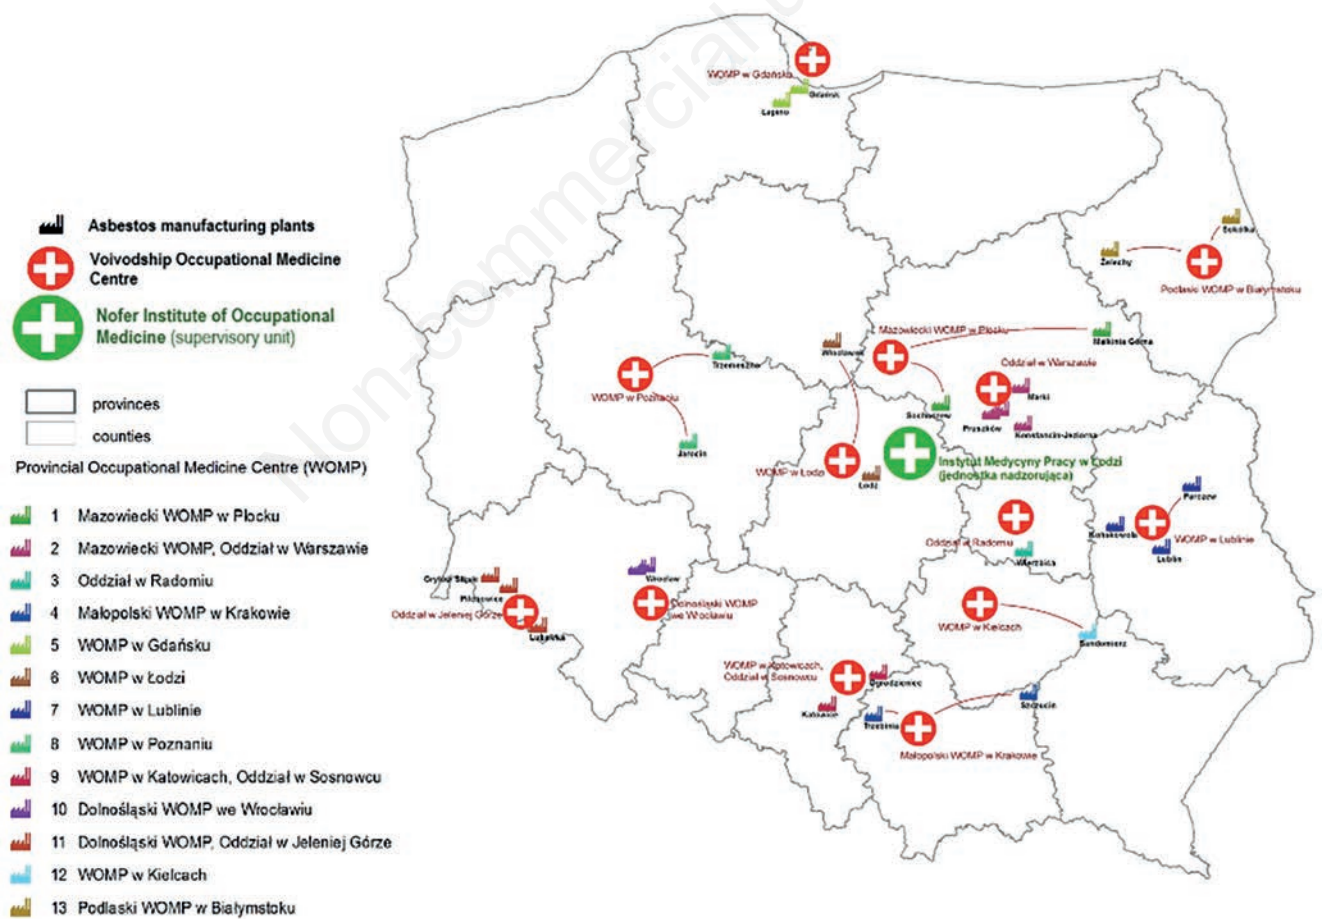 Non-commercial
Asbestos manufacturing plants
Voivodship Occupational Medicine
Centre
Nofer Institute of Occupational
Medicine (supervisory unit)
provinces
counties
Provincial Occupational Medicine Centre (WOMP)
1 Mazowiecki WOMP w Płocku
2 Mazowiecki WOMP, Oddział w Warszawie
3 Oddział w Radomiu
4 Małopolski WOMP w Krakowie
5 WOMP w Gdańsku
6 WOMP w Łodzi
7 WOMP w Lublinie
8 WOMP w Poznaniu
9 WOMP w Katowicach, Oddział w Sosnowcu
10 Dolnośląski WOMP we Wrocławiu
11 Dolnośląski WOMP, Oddział w Jeleniej Górze
12 WOMP w Kielcach
13 Podlaski WOMP w Białymstoku
WOMP w Gdańsku
Gdańsk
Sokółka
Podlaski WOMP w Białymstoku
Mazowiecki WOMP w Płocku
Małkinia Górna
Włocławek
Trzemeszno
WOMP w Poznaniu
Jarocin
Oddział w Warszawie
Marki
Sochaczew
Pruszków
Konstancin-Jeziorna
Instytut Medycyny Pracy w Łodzi
(jednostka nadzorująca)
WOMP w Łodzi
Łódź
Parczew
WOMP w Lublinie
Lublin
Oddział w Radomiu
Wierzbica
Wrocław
Dolnośląski WOMP
we Wrocławiu
Oddział w Jeleniej Górze
WOMP w Kielcach
Sandomierz
WOMP w Katowicach,
Oddział w Sosnowcu
Ogrodzieniec
Katowice
Trzebinia
Szczucin
Małopolski WOMP w Krakowie